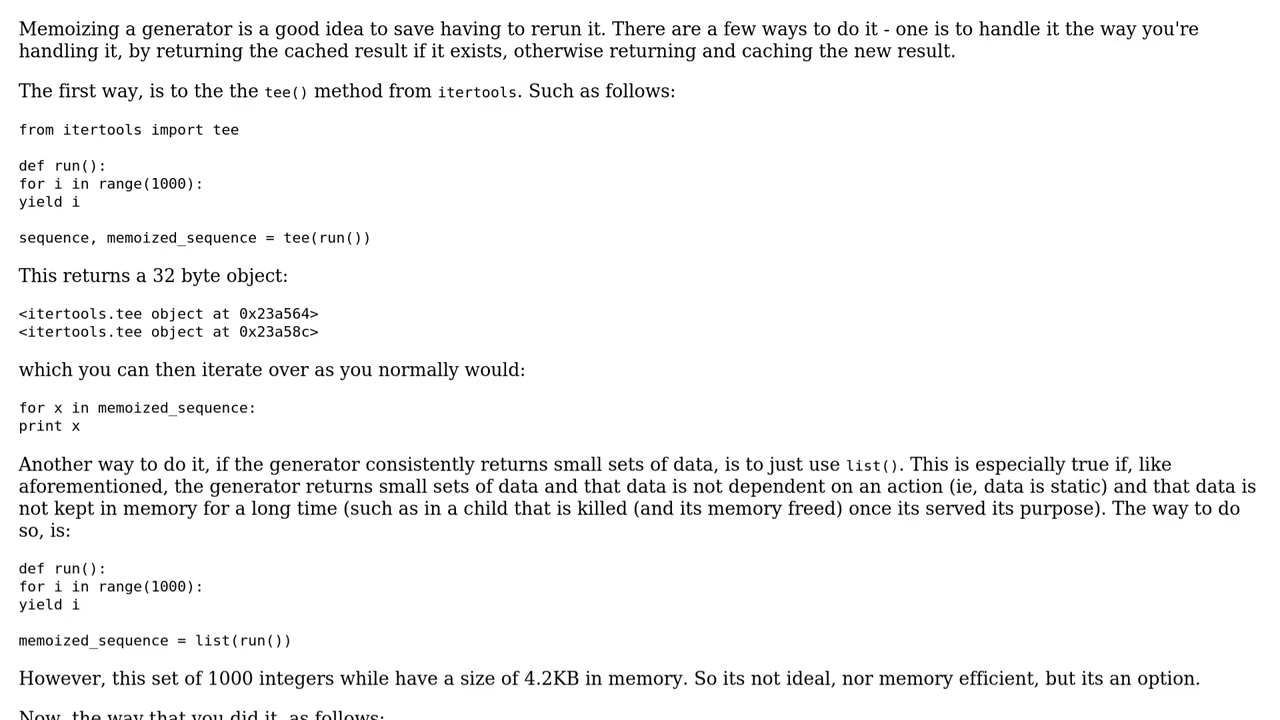 Memoizing a generator is a good idea to save having to rerun it. There are a few ways to do it - one is to handle it the way you're
handling it, by returning the cached result if it exists, otherwise returning and caching the new result.
The first way, is to the the tee() method from itertools. Such as follows:
from itertools import tee
def run():
for i in range(1000):
yield i
sequence, memoized_sequence = tee(run())
This returns a 32 byte object:
<itertools.tee object at 0x23a564>
<itertools.tee object at 0x23a58c>
which you can then iterate over as you normally would:
for x in memoized_sequence:
print x
Another way to do it, if the generator consistently returns small sets of data, is to just use list(). This is especially true if, like
aforementioned, the generator returns small sets of data and that data is not dependent on an action (ie, data is static) and that data is
not kept in memory for a long time (such as in a child that is killed (and its memory freed) once its served its purpose). The way to do
so, is:
def run():
for i in range(1000):
yield i
memoized_sequence = list(run())
However, this set of 1000 integers while have a size of 4.2KB in memory. So its not ideal, nor memory efficient, but its an option.
Now, the way that you did it, as follows: